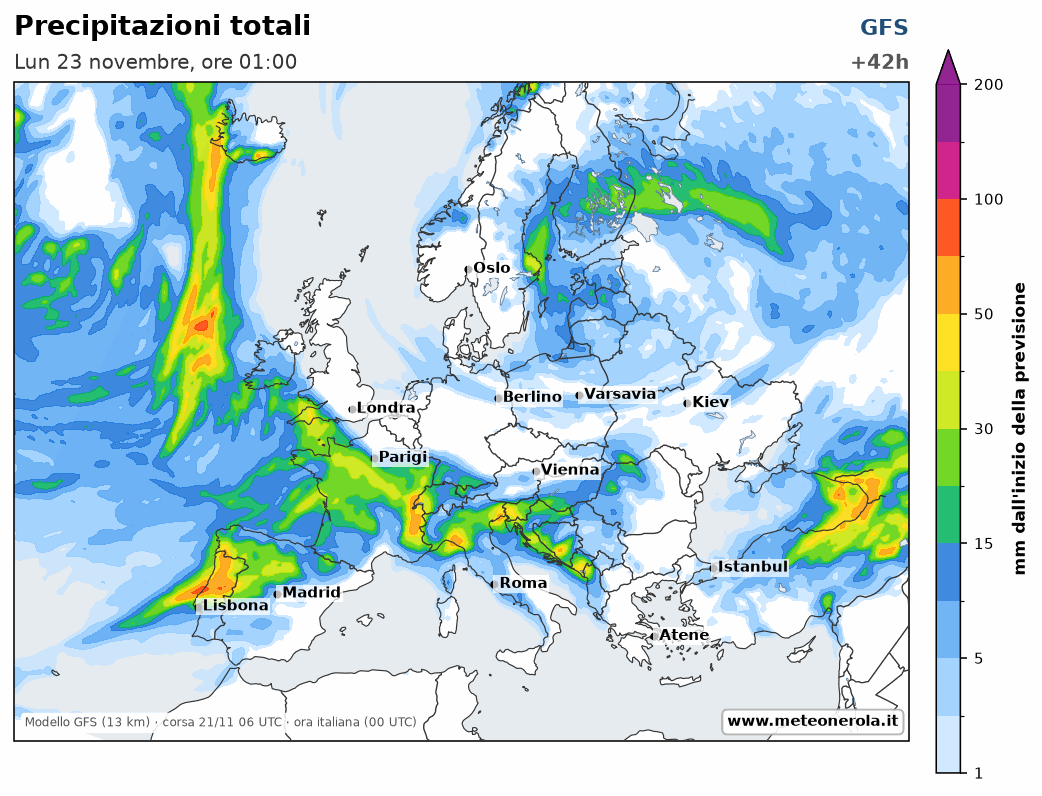 Precipitazioni totali
GFS
Lun 23 novembre, ore 01:00
+42h
200
100
50
30
15
5
1
mm dall'inizio della previsione
Oslo
Londra
Berlino
Varsavia
Kiev
Parigi
Vienna
Istanbul
Roma
Madrid
Lisbona
Atene
Modello GFS (13 km) · corsa 21/11 06 UTC · ora italiana (00 UTC)
www.meteonerola.it